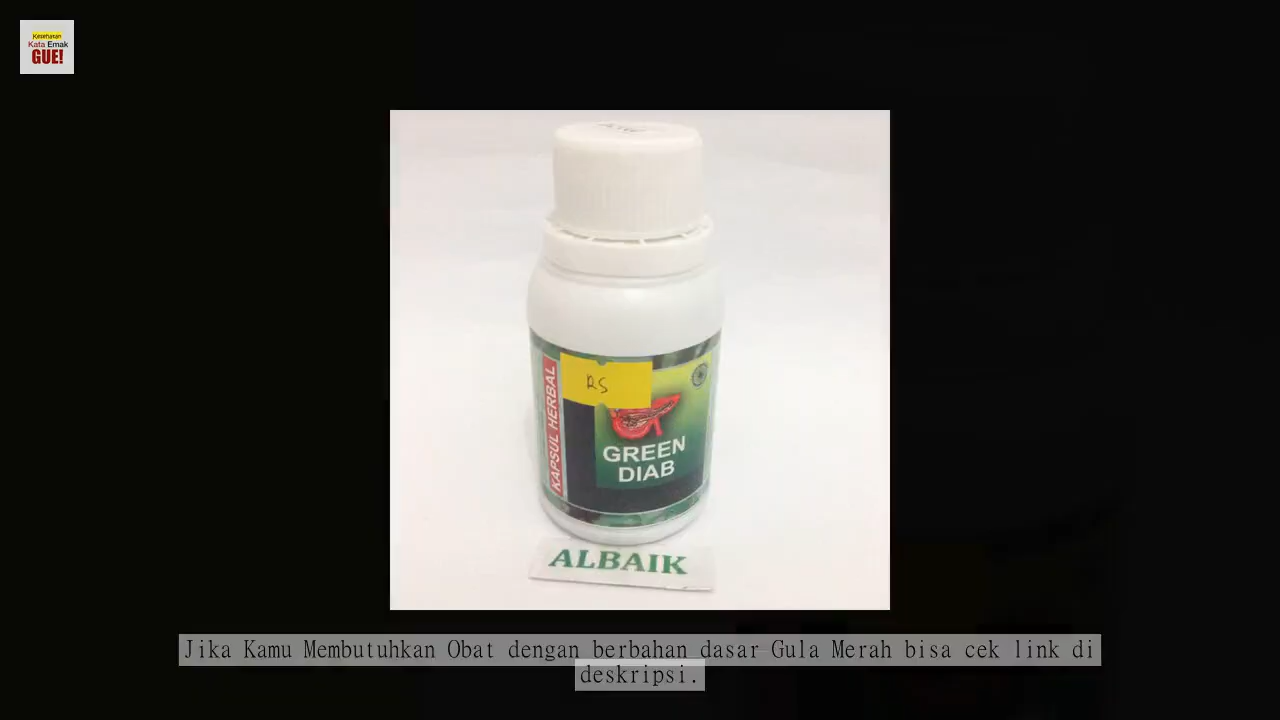 Kesehatan
Kata Emak
GUE!
KAPSUL HERBAL
RS
GREEN
DIAB
ALBAIK
Jika Kamu Membutuhkan Obat dengan berbahan dasar Gula Merah bisa cek link di
deskripsi.